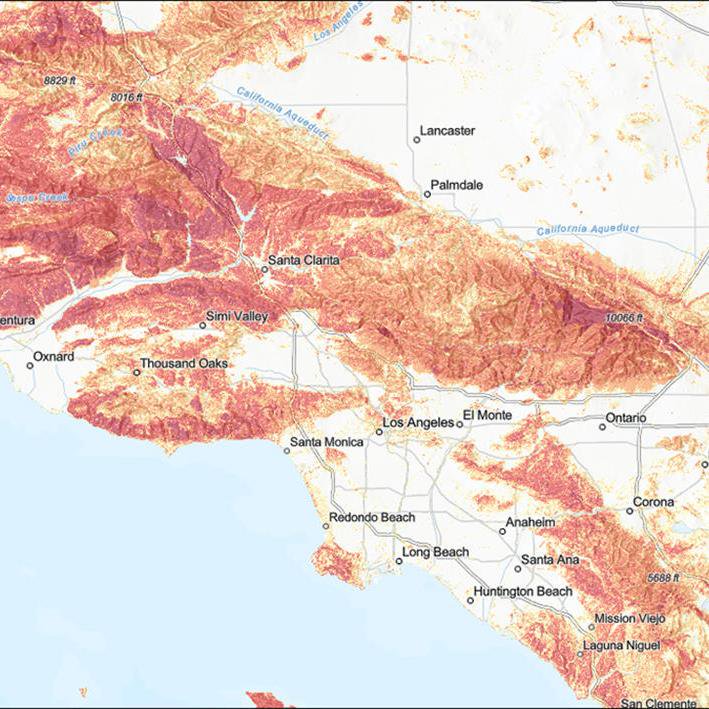 Los Angeles
8829 ft
8016 ft
California Aqueduct
Lancaster
Piru Creek
Palmdale
Sespe Creek
California Aqueduct
Santa Clarita
entura
Simi Valley
10066 ft
Oxnard
Thousand Oaks
Los Angeles
El Monte
Ontario
Santa Monica
Corona
Redondo Beach
Anaheim
Long Beach
Santa Ana
5688 ft
Huntington Beach
Mission Viejo
Laguna Niguel
San Clemente